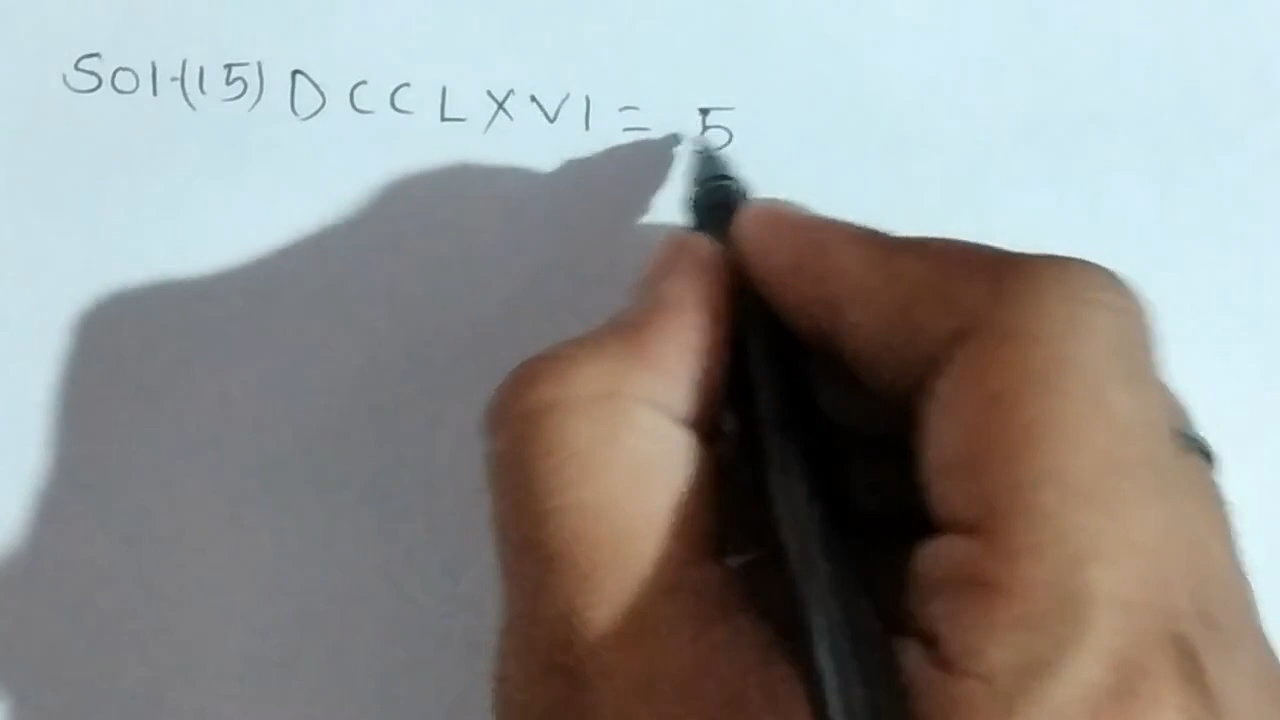 Sol-(15) DCCLXVI = 5